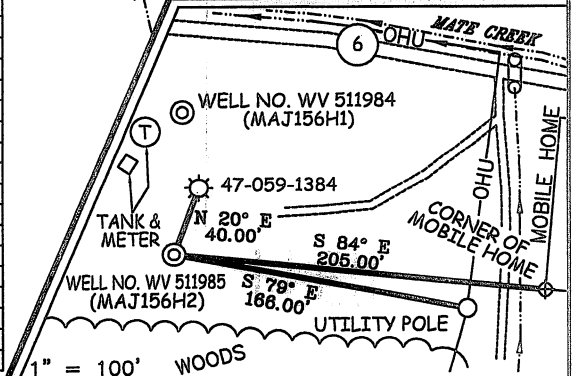 MATE CREEK
OHU
6
WELL NO. WV 511984
(MAJ156H1)
T
47-059-1384
OHU
MOBILE HOME
TANK &
METER
N 20° E
40.00'
CORNER OF
MOBILE HOME
S 84° E
205.00'
WELL NO. WV 511985
(MAJ156H2)
S 79° E
166.00'
UTILITY POLE
WOODS
1" = 100'